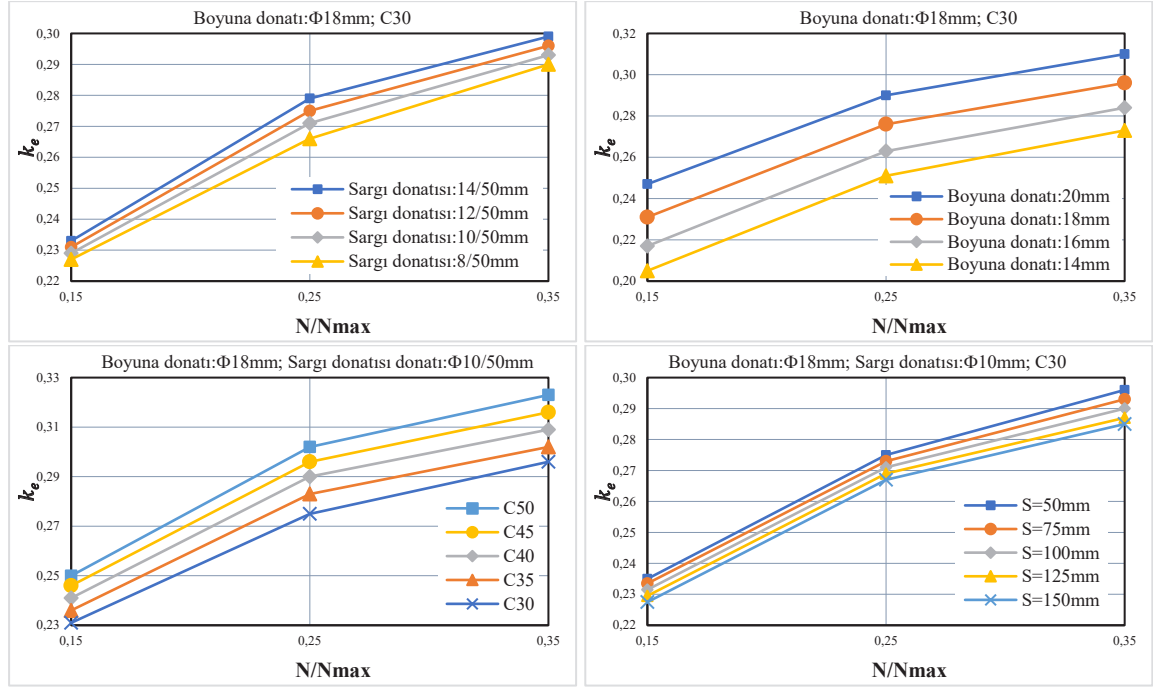 Boyuna donatı:Φ18mm; C30
0,30
0,29
0,28
0,27
0,26
0,25
0,24
0,23
0,22
k_e
Sargı donatısı:14/50mm
Sargı donatısı:12/50mm
Sargı donatısı:10/50mm
Sargı donatısı:8/50mm
0,15 0,25 0,35
N/Nmax
Boyuna donatı:Φ18mm; C30
0,32
0,30
0,28
0,26
0,24
0,22
0,20
k_e
Boyuna donatı:20mm
Boyuna donatı:18mm
Boyuna donatı:16mm
Boyuna donatı:14mm
0,15 0,25 0,35
N/Nmax
Boyuna donatı:Φ18mm; Sargı donatısı donatı:Φ10/50mm
0,33
0,31
0,29
0,27
0,25
0,23
k_e
C50
C45
C40
C35
C30
0,15 0,25 0,35
N/Nmax
Boyuna donatı:Φ18mm; Sargı donatısı:Φ10mm; C30
0,30
0,29
0,28
0,27
0,26
0,25
0,24
0,23
0,22
k_e
S=50mm
S=75mm
S=100mm
S=125mm
S=150mm
0,15 0,25 0,35
N/Nmax